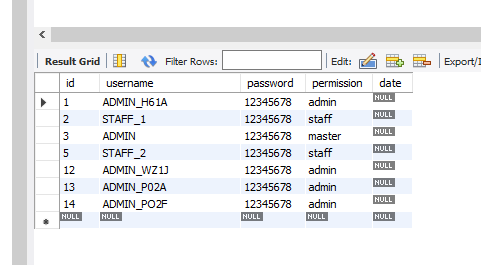 Result Grid Filter Rows: Edit: Export/I
id username password permission date
1 ADMIN_H61A 12345678 admin NULL
2 STAFF_1 12345678 staff NULL
3 ADMIN 12345678 master NULL
5 STAFF_2 12345678 staff NULL
12 ADMIN_WZ1J 12345678 admin NULL
13 ADMIN_P02A 12345678 admin NULL
14 ADMIN_PO2F 12345678 admin NULL
NULL NULL NULL NULL NULL